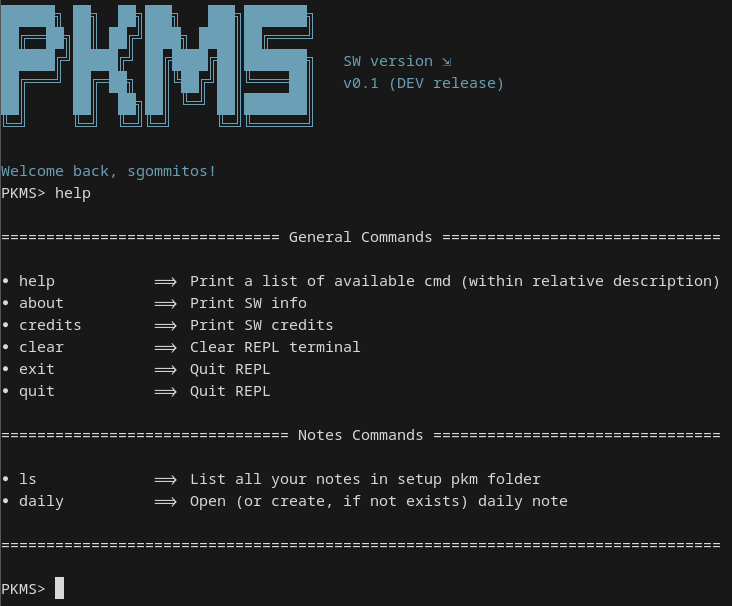 PKMS
SW version ⇲
v0.1 (DEV release)
Welcome back, sgommitos!
PKMS> help
=============================== General Commands ===============================
• help ==> Print a list of available cmd (within relative description)
• about ==> Print SW info
• credits ==> Print SW credits
• clear ==> Clear REPL terminal
• exit ==> Quit REPL
• quit ==> Quit REPL
================================ Notes Commands ================================
• ls ==> List all your notes in setup pkm folder
• daily ==> Open (or create, if not exists) daily note
================================================================================
PKMS>